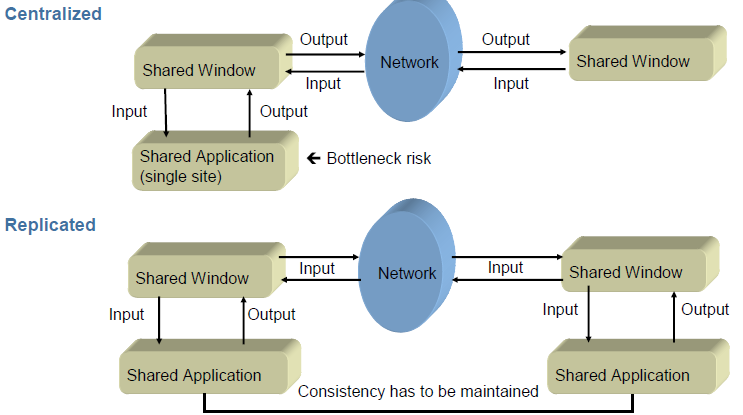 Centralized
Output
Output
Shared Window
Network
Shared Window
Input
Input
Input
Output
Shared Application
(single site)
← Bottleneck risk
Replicated
Shared Window
Input
Network
Input
Shared Window
Input
Output
Input
Output
Shared Application
Shared Application
Consistency has to be maintained